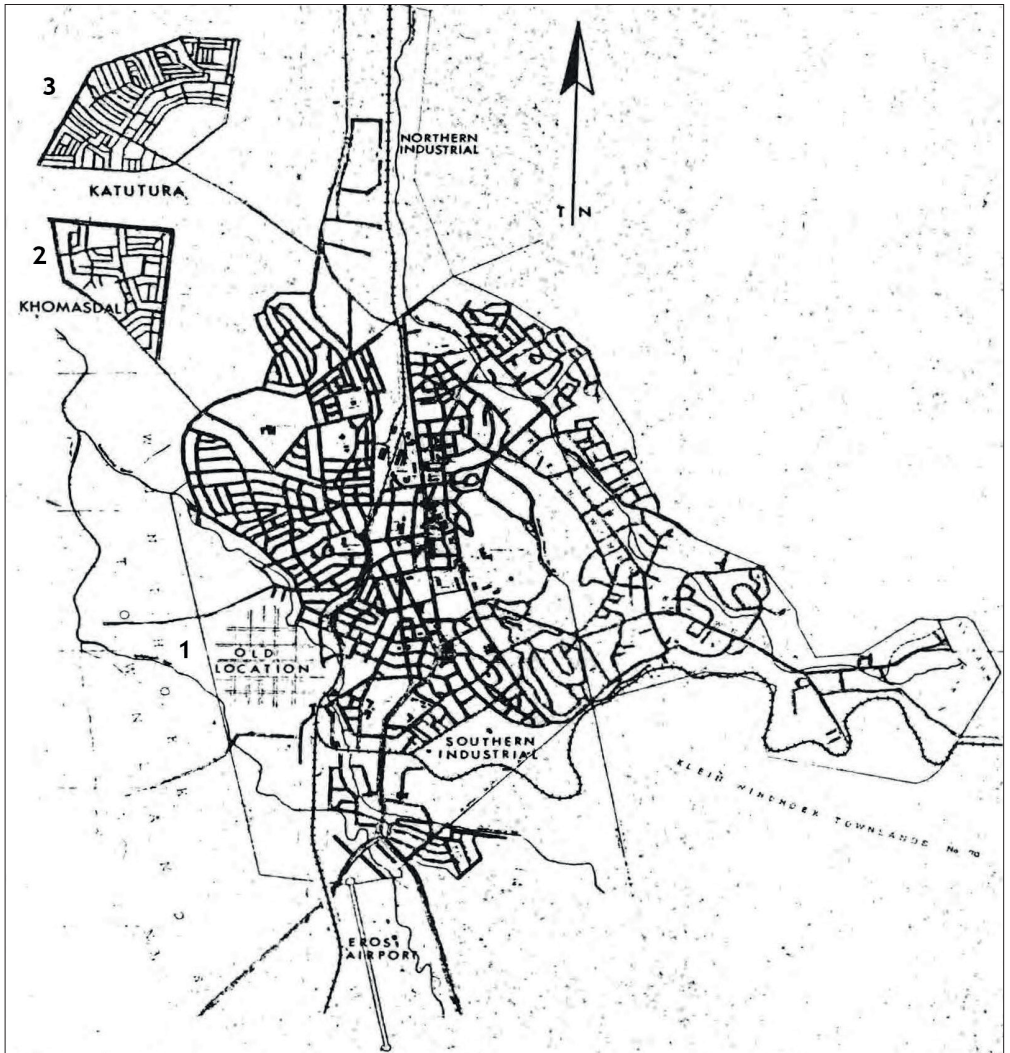 3
NORTHERN
INDUSTRIAL
KATUTURA
T N
2
KHOMASDAL
1
OLD
LOCATION
SOUTHERN
INDUSTRIAL
KLEIN WINDHOEK TOWNLANDS No 70
EROS
AIRPORT